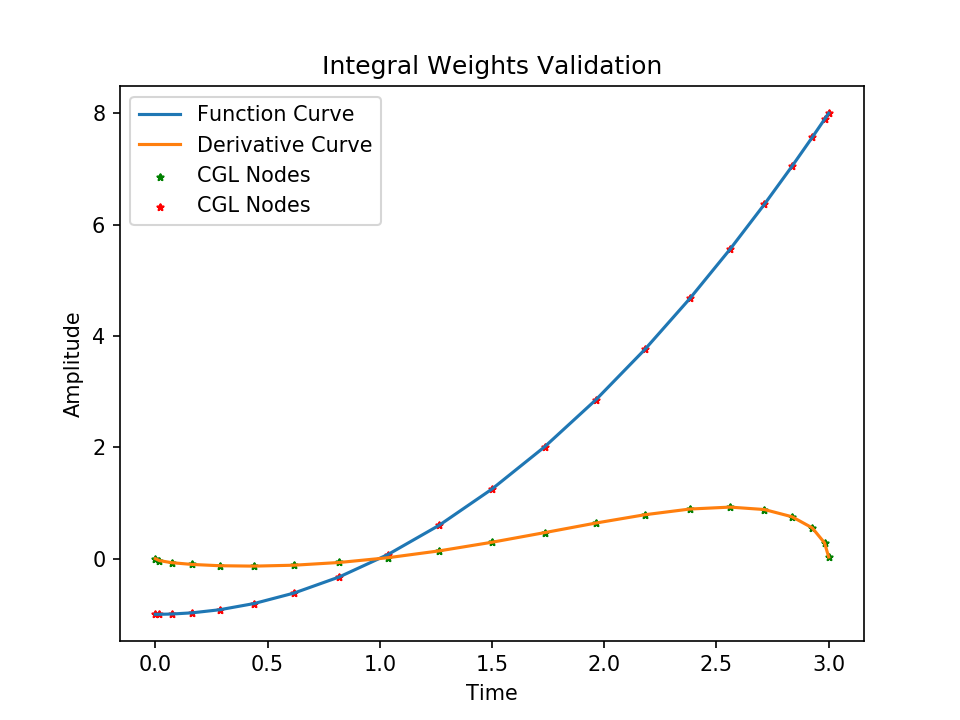 Integral Weights Validation
Function Curve
Derivative Curve
CGL Nodes
CGL Nodes
8
6
4
2
0
Amplitude
0.0 0.5 1.0 1.5 2.0 2.5 3.0
Time